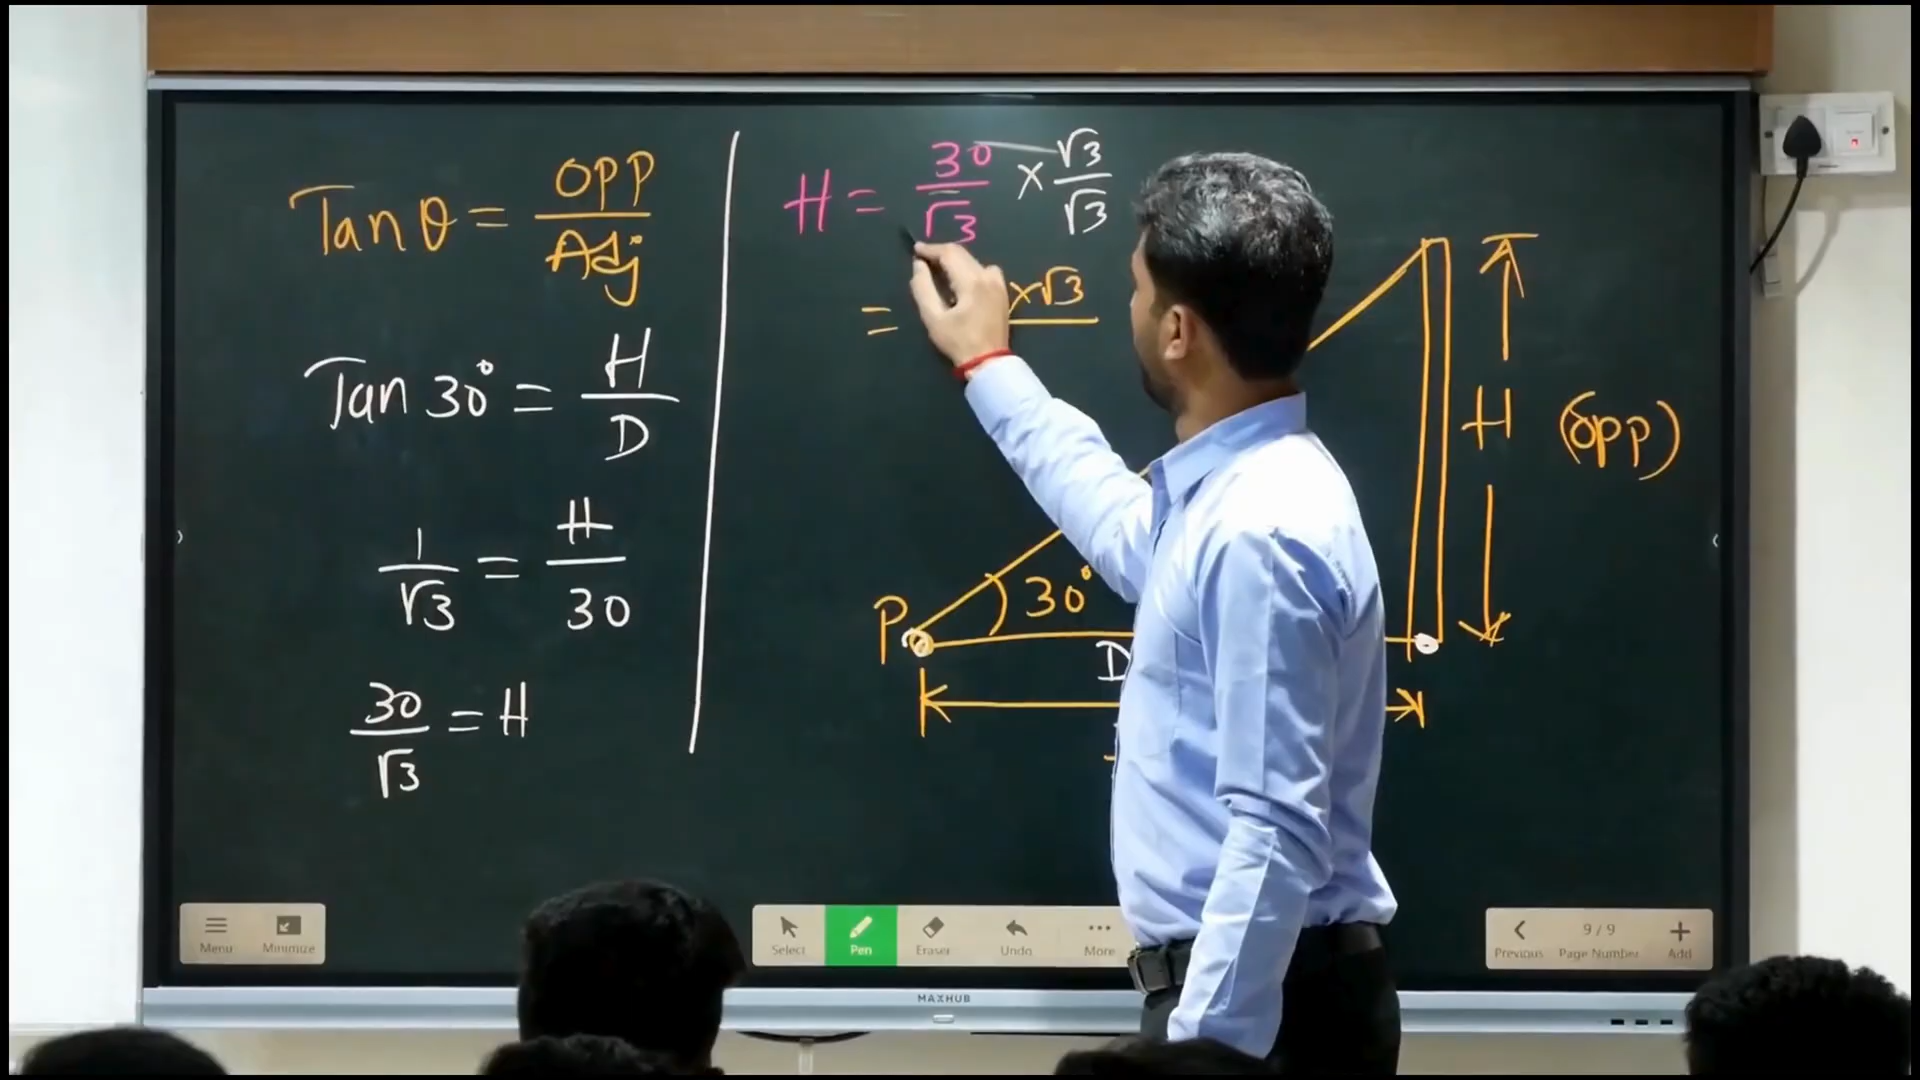 Tan θ = OPP / Adj
Tan 30° = H / D
1 / √3 = H / 30
30 / √3 = H
H = 30 / √3 × √3 / √3
= × √3
P
30°
D
H
(OPP)
Menu
Minimize
Select
Pen
Eraser
Undo
More
Previous
9 / 9
Page Number
Add
MAXHUB